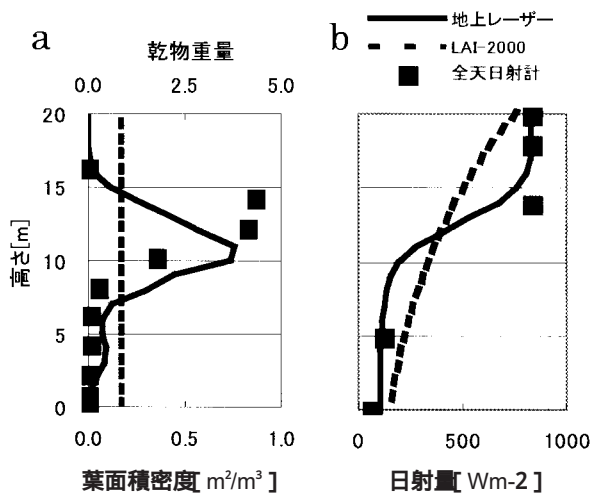 a
乾物重量
0.0 2.5 5.0
20
15
10
5
0
高さ[m]
0.0 0.5 1.0
葉面積密度[ m²/m³ ]
b
地上レーザー
LAI-2000
全天日射計
0 500 1000
日射量[ Wm-2 ]